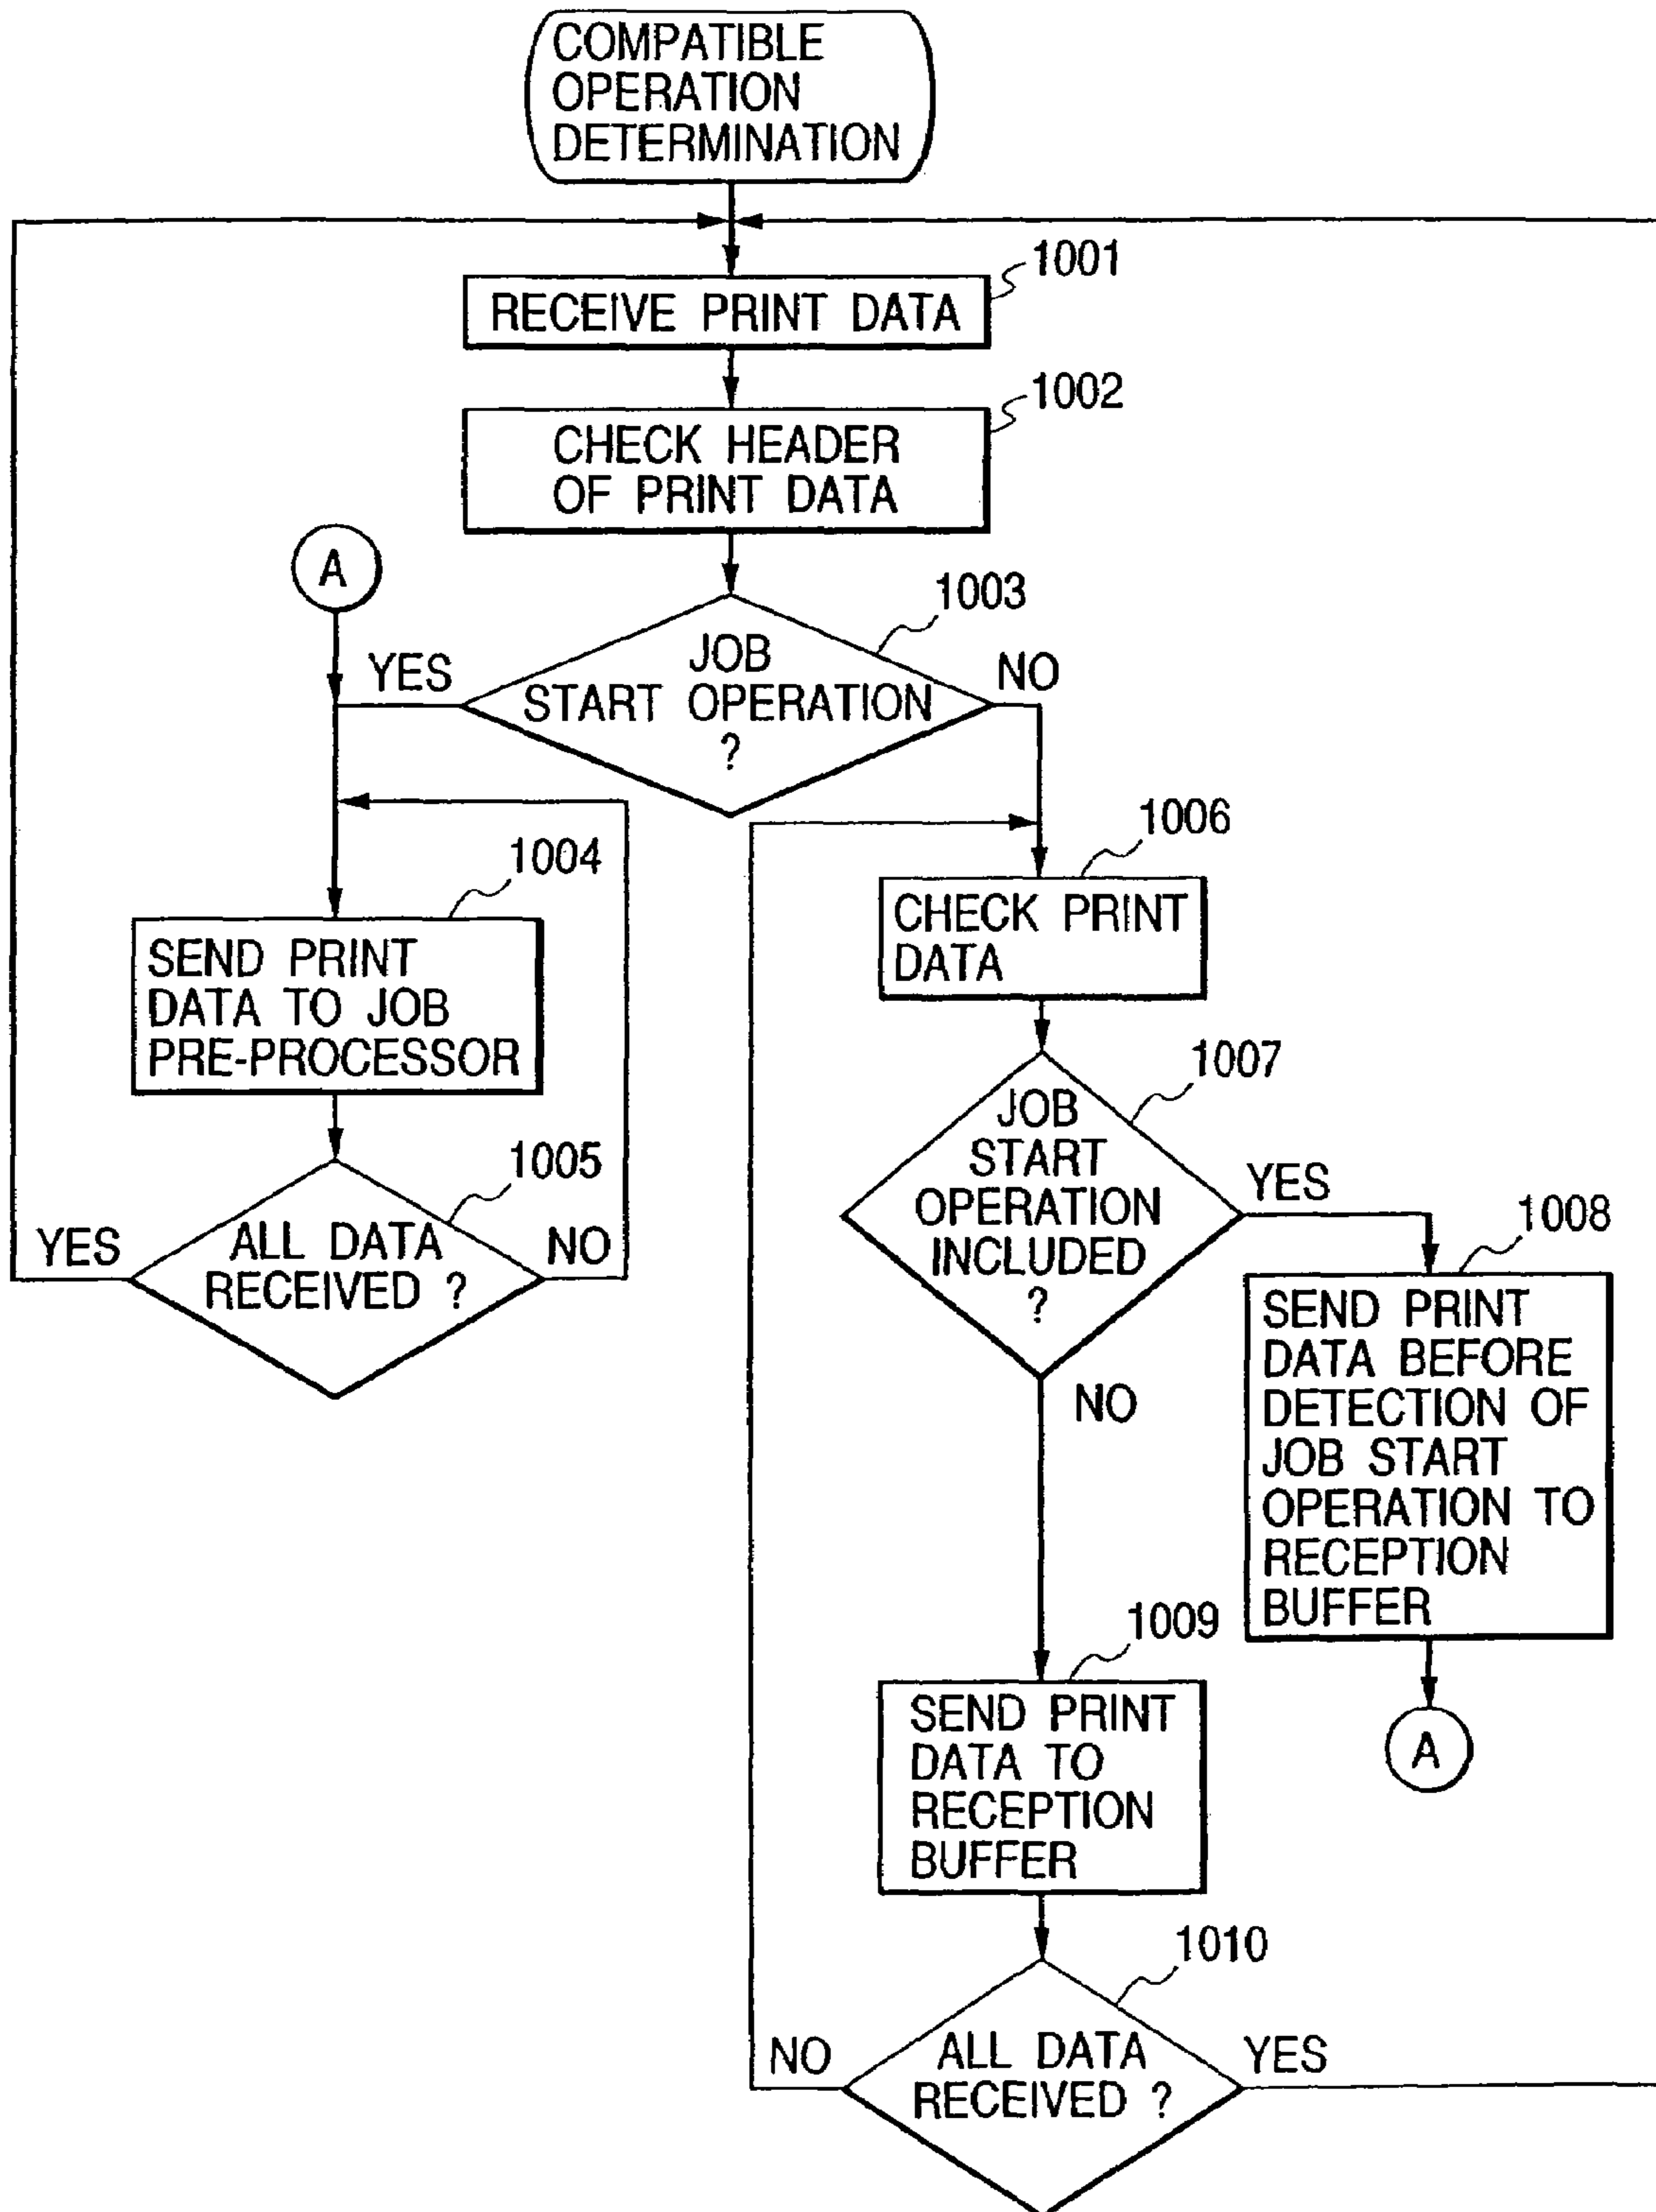 COMPATIBLE
OPERATION
DETERMINATION
1001
RECEIVE PRINT DATA
1002
CHECK HEADER
OF PRINT DATA
A
1003
YES
JOB
START OPERATION
?
NO
1004
SEND PRINT
DATA TO JOB
PRE-PROCESSOR
1005
YES
ALL DATA
RECEIVED ?
NO
1006
CHECK PRINT
DATA
1007
JOB
START
OPERATION
INCLUDED
?
YES
NO
1008
SEND PRINT
DATA BEFORE
DETECTION OF
JOB START
OPERATION TO
RECEPTION
BUFFER
A
1009
SEND PRINT
DATA TO
RECEPTION
BUFFER
1010
NO
ALL DATA
RECEIVED ?
YES